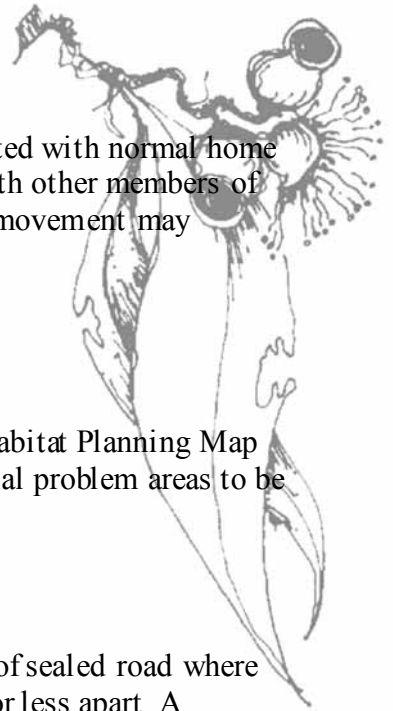 ted with normal home
th other members of
movement may
abitat Planning Map
al problem areas to be
of sealed road where
or less apart. A